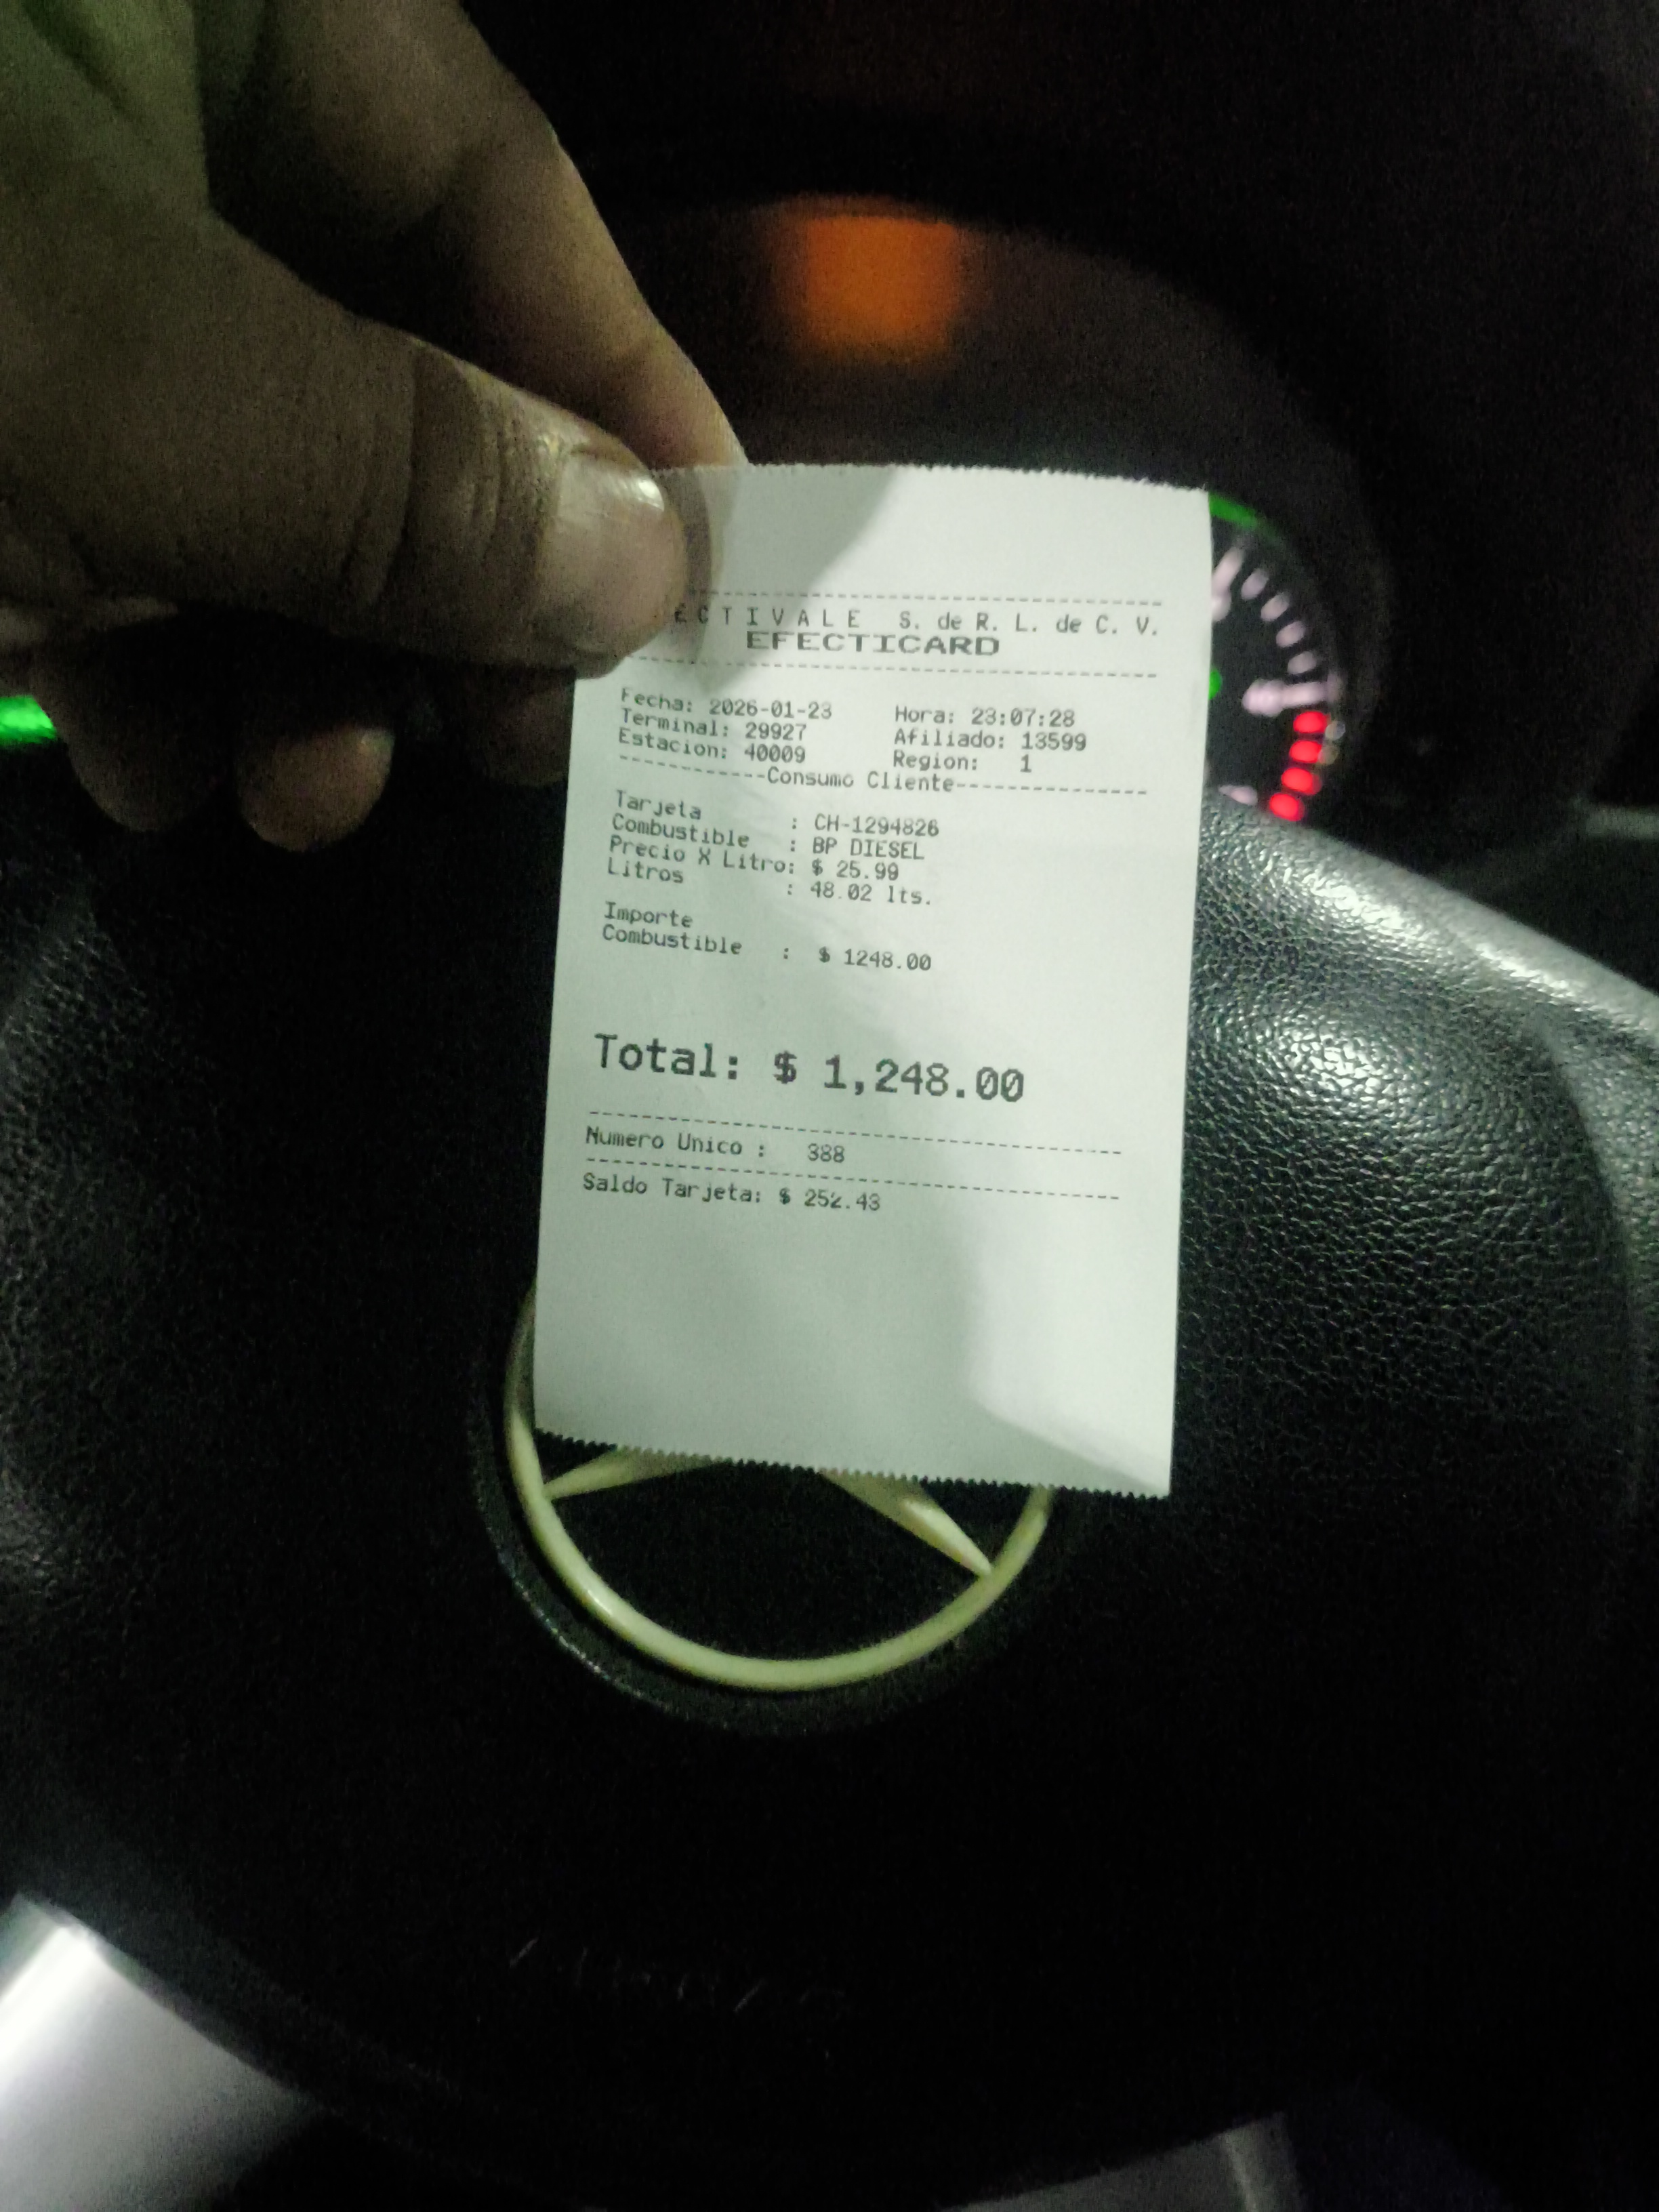 ECTIVALE S. de R. L. de C. V.
EFECTICARD
Fecha: 2026-01-23 Hora: 23:07:28
Terminal: 29927 Afiliado: 13599
Estacion: 40009 Region: 1
------------Consumo Cliente---------------
Tarjeta : CH-1294826
Combustible : BP DIESEL
Precio X Litro: $ 25.99
Litros : 48.02 lts.
Importe
Combustible : $ 1248.00
Total: $ 1,248.00
Numero Unico : 388
Saldo Tarjeta: $ 252.43